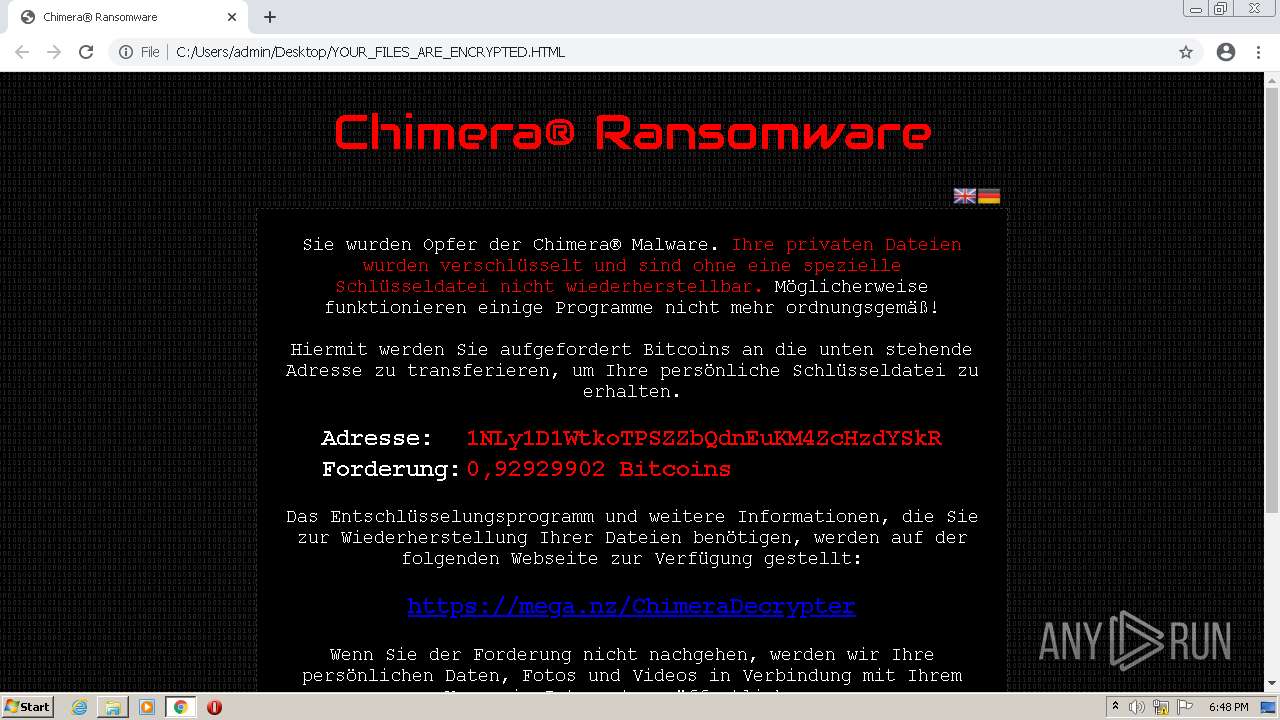 Chimera® Ransomware
File | C:/Users/admin/Desktop/YOUR_FILES_ARE_ENCRYPTED.HTML
Chimera® Ransomware
Sie wurden Opfer der Chimera® Malware. Ihre privaten Dateien
wurden verschlüsselt und sind ohne eine spezielle
Schlüsseldatei nicht wiederherstellbar. Möglicherweise
funktionieren einige Programme nicht mehr ordnungsgemäß!
Hiermit werden Sie aufgefordert Bitcoins an die unten stehende
Adresse zu transferieren, um Ihre persönliche Schlüsseldatei zu
erhalten.
Adresse: 1NLy1D1WtkoTPSZZbQdnEuKM4ZcHzdYSkR
Forderung: 0,92929902 Bitcoins
Das Entschlüsselungsprogramm und weitere Informationen, die Sie
zur Wiederherstellung Ihrer Dateien benötigen, werden auf der
folgenden Webseite zur Verfügung gestellt:
https://mega.nz/ChimeraDecrypter
Wenn Sie der Forderung nicht nachgehen, werden wir Ihre
persönlichen Daten, Fotos und Videos in Verbindung mit Ihrem
ANY RUN
Start
6:48 PM